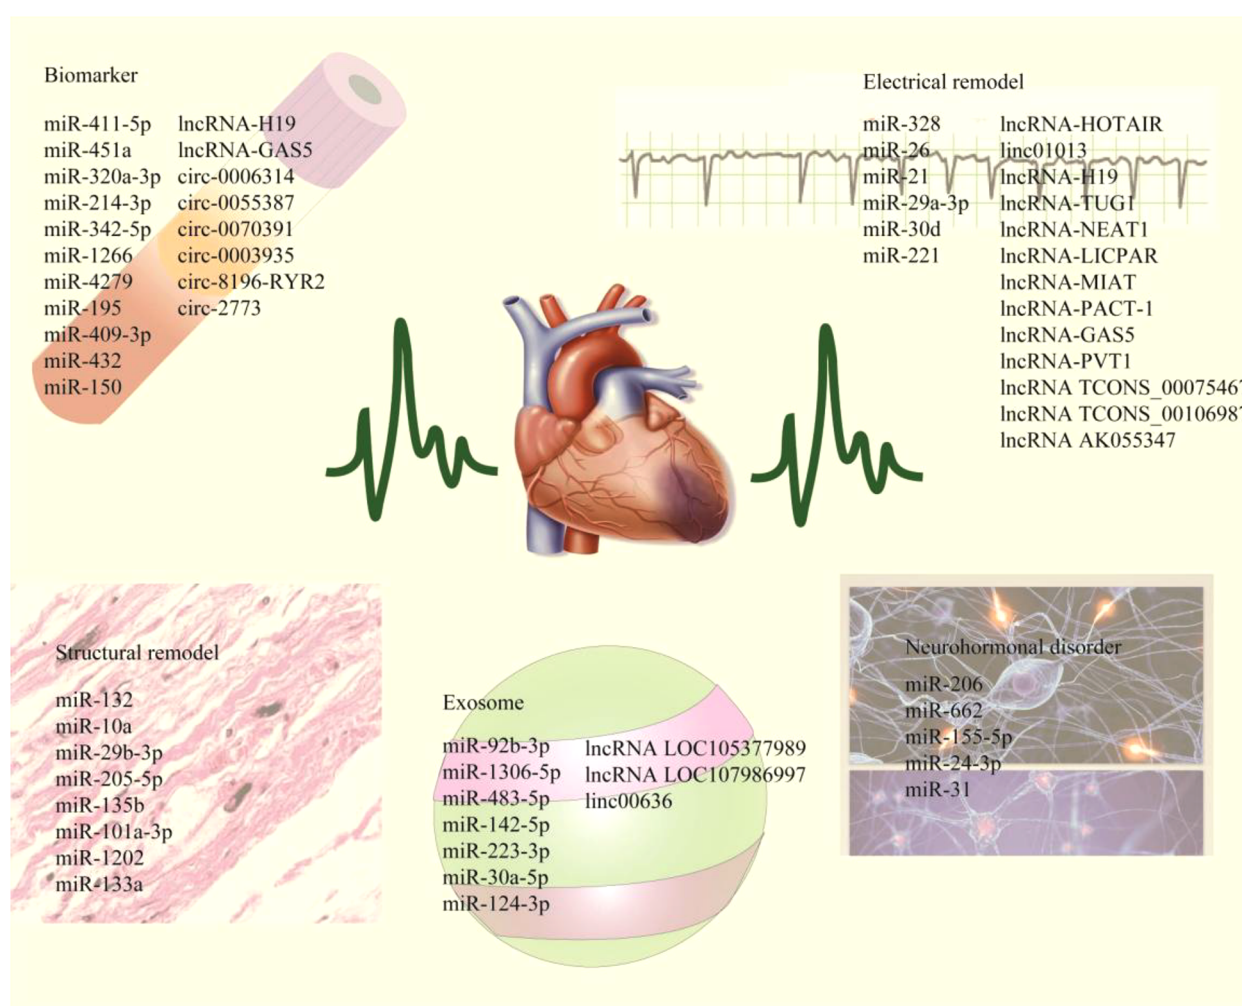 Biomarker
miR-411-5p lncRNA-H19
miR-451a lncRNA-GAS5
miR-320a-3p circ-0006314
miR-214-3p circ-0055387
miR-342-5p circ-0070391
miR-1266 circ-0003935
miR-4279 circ-8196-RYR2
miR-195 circ-2773
miR-409-3p
miR-432
miR-150
Electrical remodel
miR-328 lncRNA-HOTAIR
miR-26 linc01013
miR-21 lncRNA-H19
miR-29a-3p lncRNA-TUG1
miR-30d lncRNA-NEAT1
miR-221 lncRNA-LICPAR
lncRNA-MIAT
lncRNA-PACT-1
lncRNA-GAS5
lncRNA-PVT1
lncRNA TCONS_00075467
lncRNA TCONS_00106987
lncRNA AK055347
Structural remodel
miR-132
miR-10a
miR-29b-3p
miR-205-5p
miR-135b
miR-101a-3p
miR-1202
miR-133a
Exosome
miR-92b-3p lncRNA LOC105377989
miR-1306-5p lncRNA LOC107986997
miR-483-5p linc00636
miR-142-5p
miR-223-3p
miR-30a-5p
miR-124-3p
Neurohormonal disorder
miR-206
miR-662
miR-155-5p
miR-24-3p
miR-31